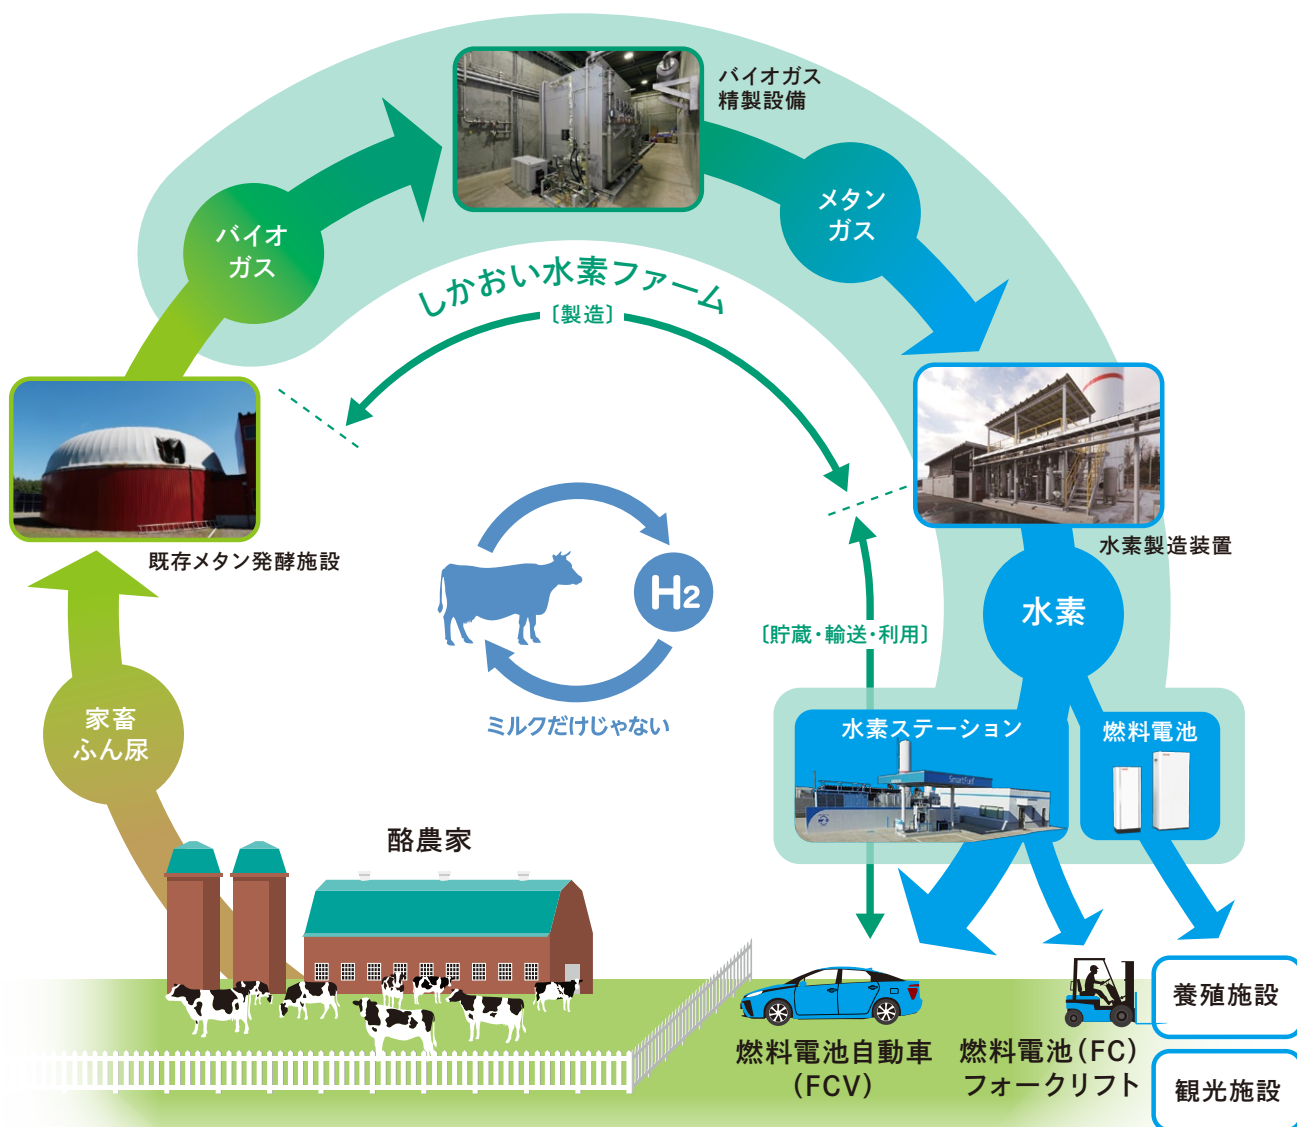 バイオガス
精製設備
バイオ
ガス
メタン
ガス
しかおい水素ファーム
〔製造〕
既存メタン発酵施設
水素製造装置
H2
水素
〔貯蔵・輸送・利用〕
家畜
ふん尿
ミルクだけじゃない
水素ステーション
燃料電池
SmartFuel
酪農家
養殖施設
燃料電池自動車
(FCV)
燃料電池(FC)
フォークリフト
観光施設